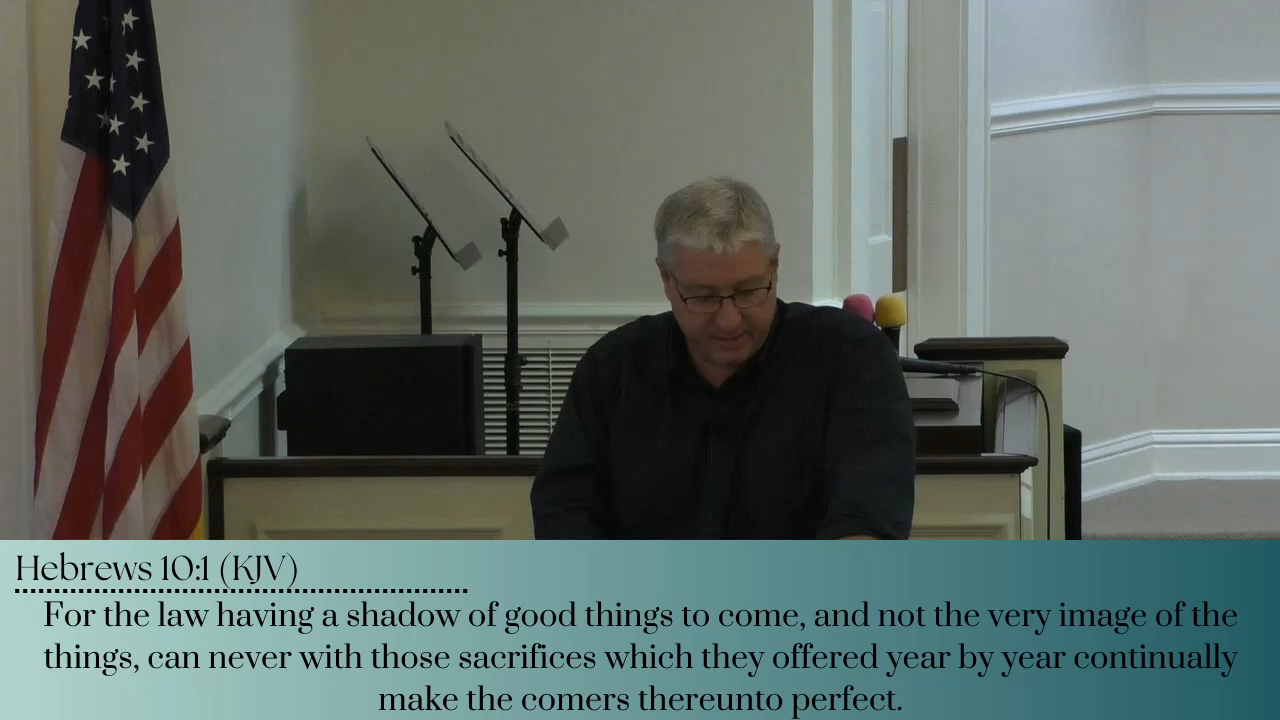 Hebrews 10:1 (KJV)
For the law having a shadow of good things to come, and not the very image of the
things, can never with those sacrifices which they offered year by year continually
make the comers thereunto perfect.